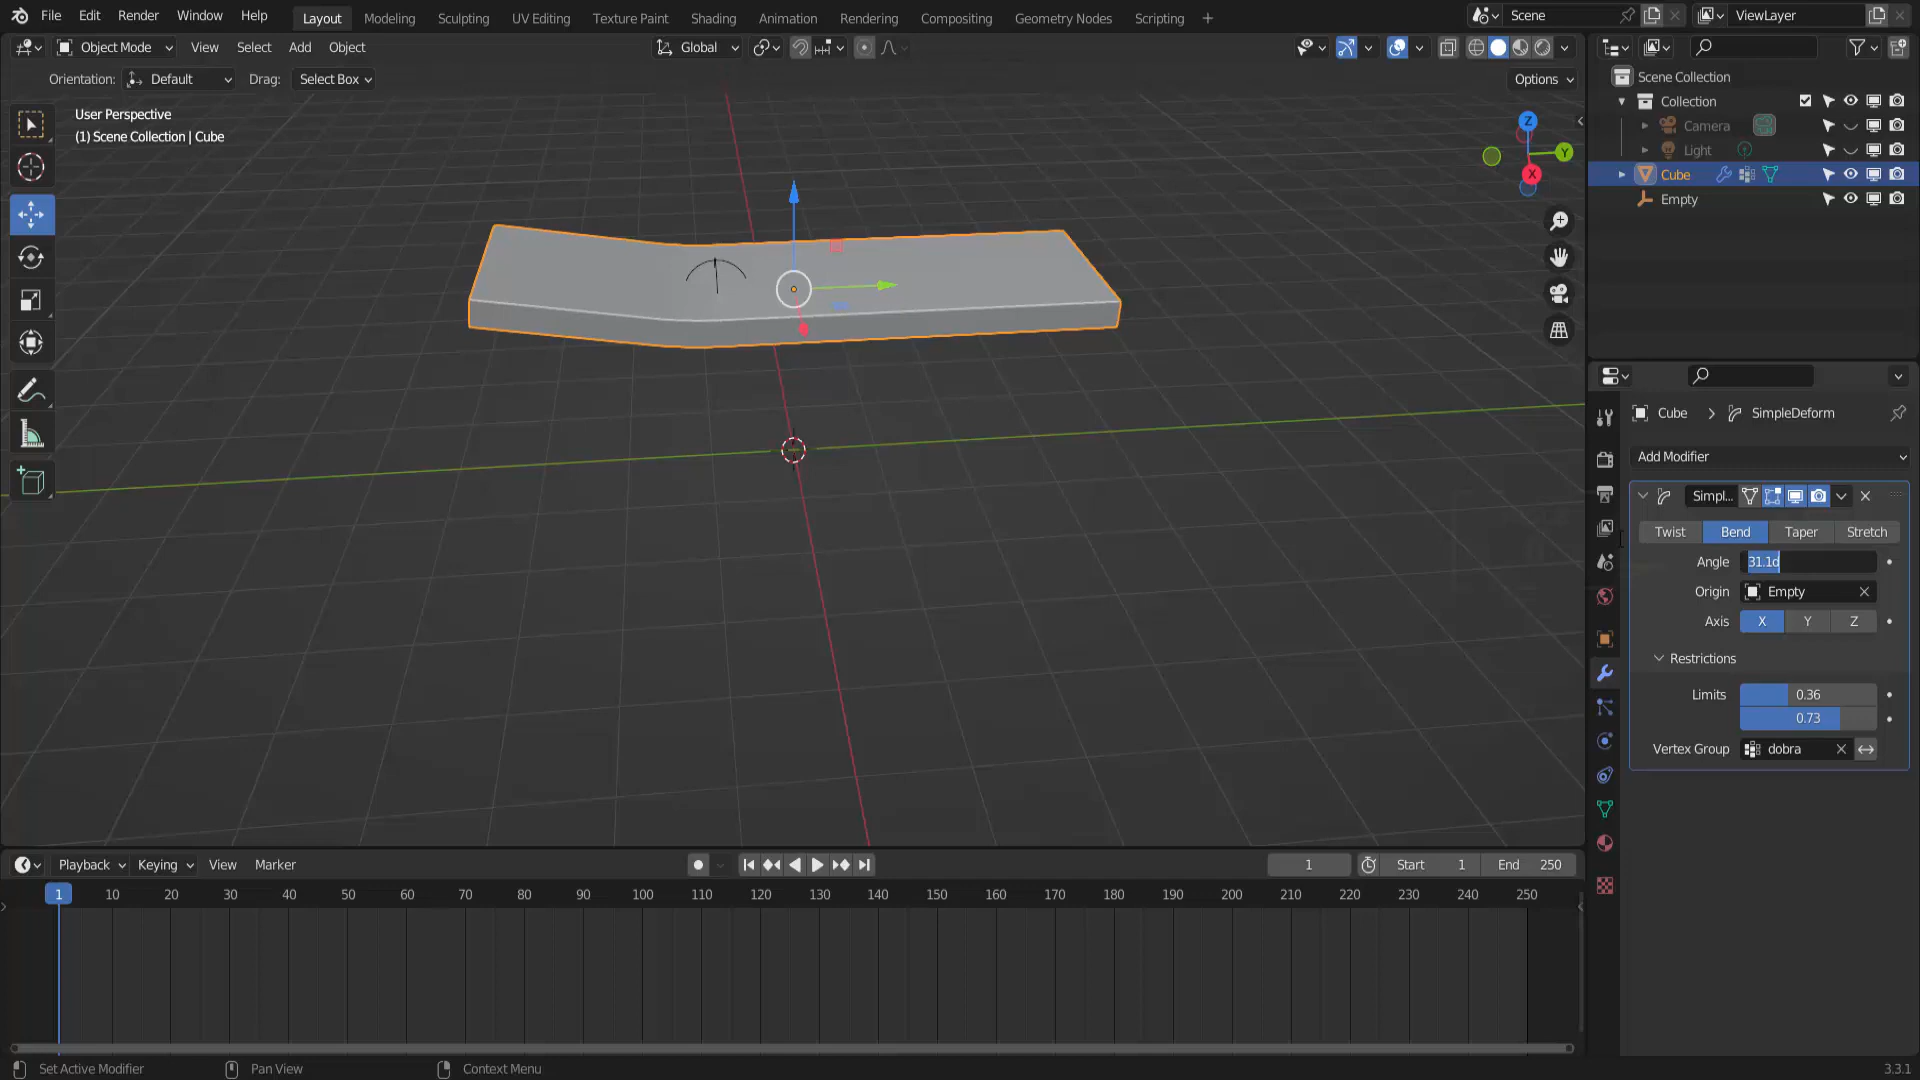 File Edit Render Window Help Layout Modeling Sculpting UV Editing Texture Paint Shading Animation Rendering Compositing Geometry Nodes Scripting + Scene ViewLayer
Object Mode View Select Add Object Global
Orientation: Default Drag: Select Box Options
User Perspective
(1) Scene Collection | Cube
Z
Y
X
Scene Collection
Collection
Camera
Light
Cube
Empty
Cube > SimpleDeform
Add Modifier
Simpl...
Twist Bend Taper Stretch
Angle 31.1d
Origin Empty
Axis X Y Z
Restrictions
Limits 0.36
0.73
Vertex Group dobra
Playback Keying View Marker 1 Start 1 End 250
1 10 20 30 40 50 60 70 80 90 100 110 120 130 140 150 160 170 180 190 200 210 220 230 240 250
Set Active Modifier Pan View Context Menu 3.3.1